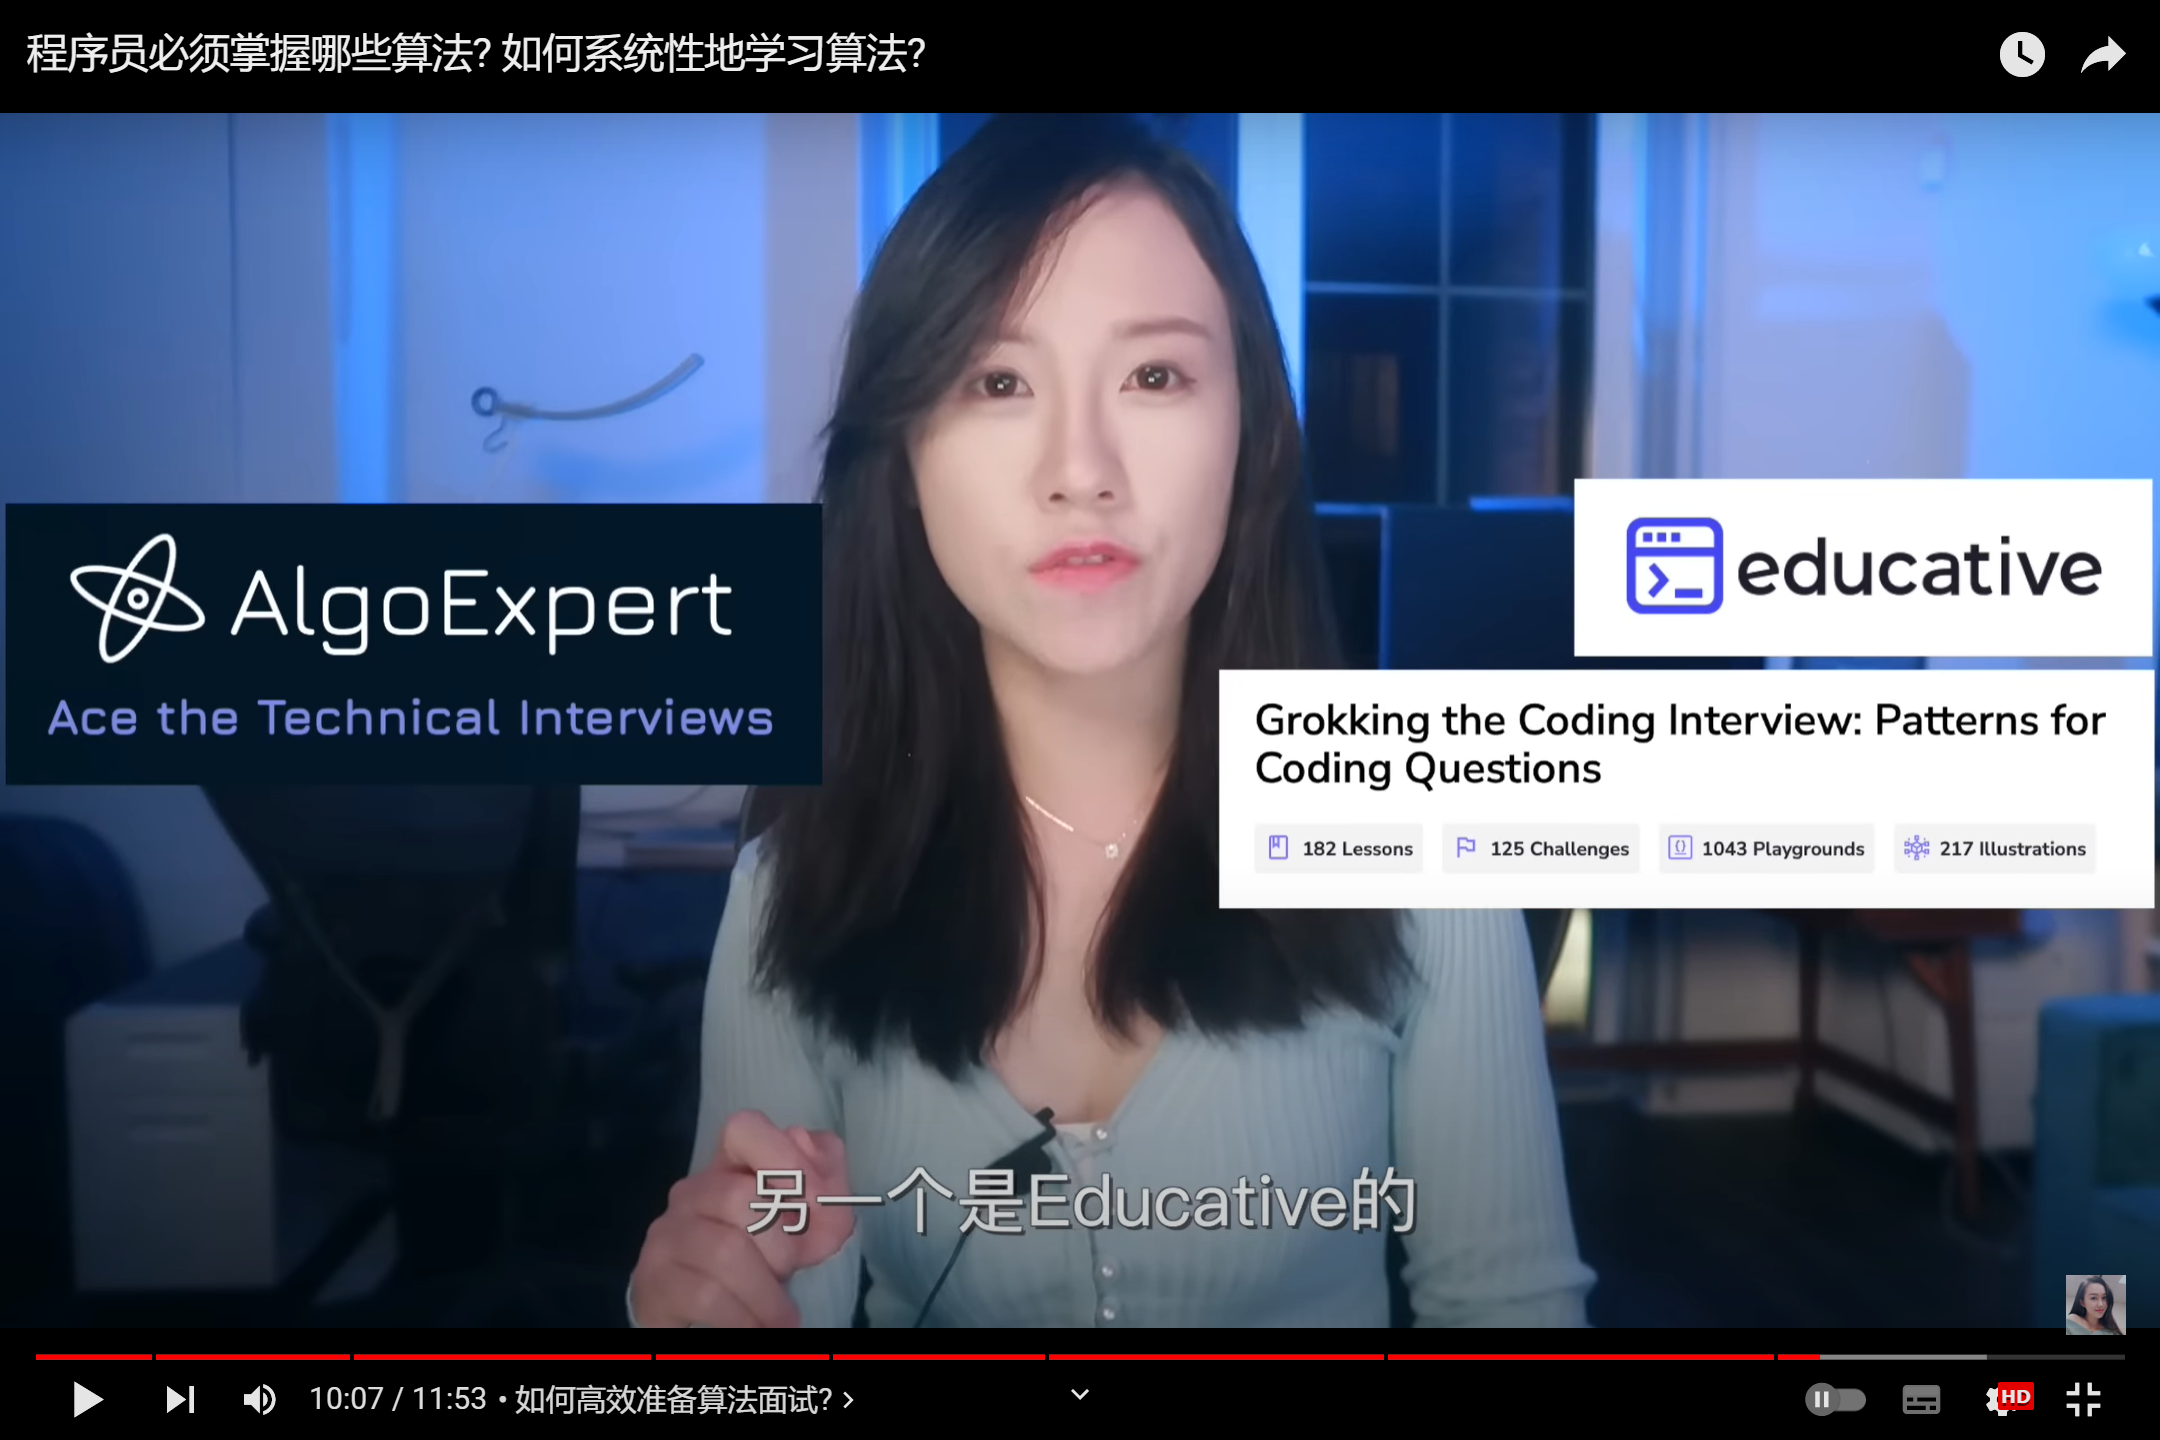 程序员必须掌握哪些算法? 如何系统性地学习算法?
AlgoExpert
Ace the Technical Interviews
educative
Grokking the Coding Interview: Patterns for
Coding Questions
182 Lessons
125 Challenges
1043 Playgrounds
217 Illustrations
另一个是Educative的
10:07 / 11:53 • 如何高效准备算法面试? ›
HD